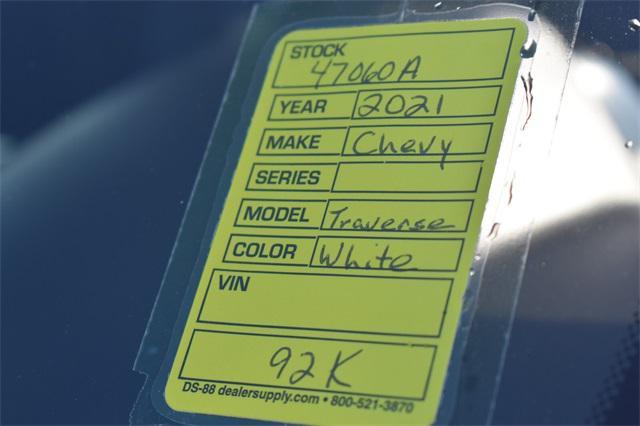 STOCK
47060A
YEAR 2021
MAKE Chevy
SERIES
MODEL Traverse
COLOR White
VIN
92K
DS-88 dealersupply.com • 800-521-3870